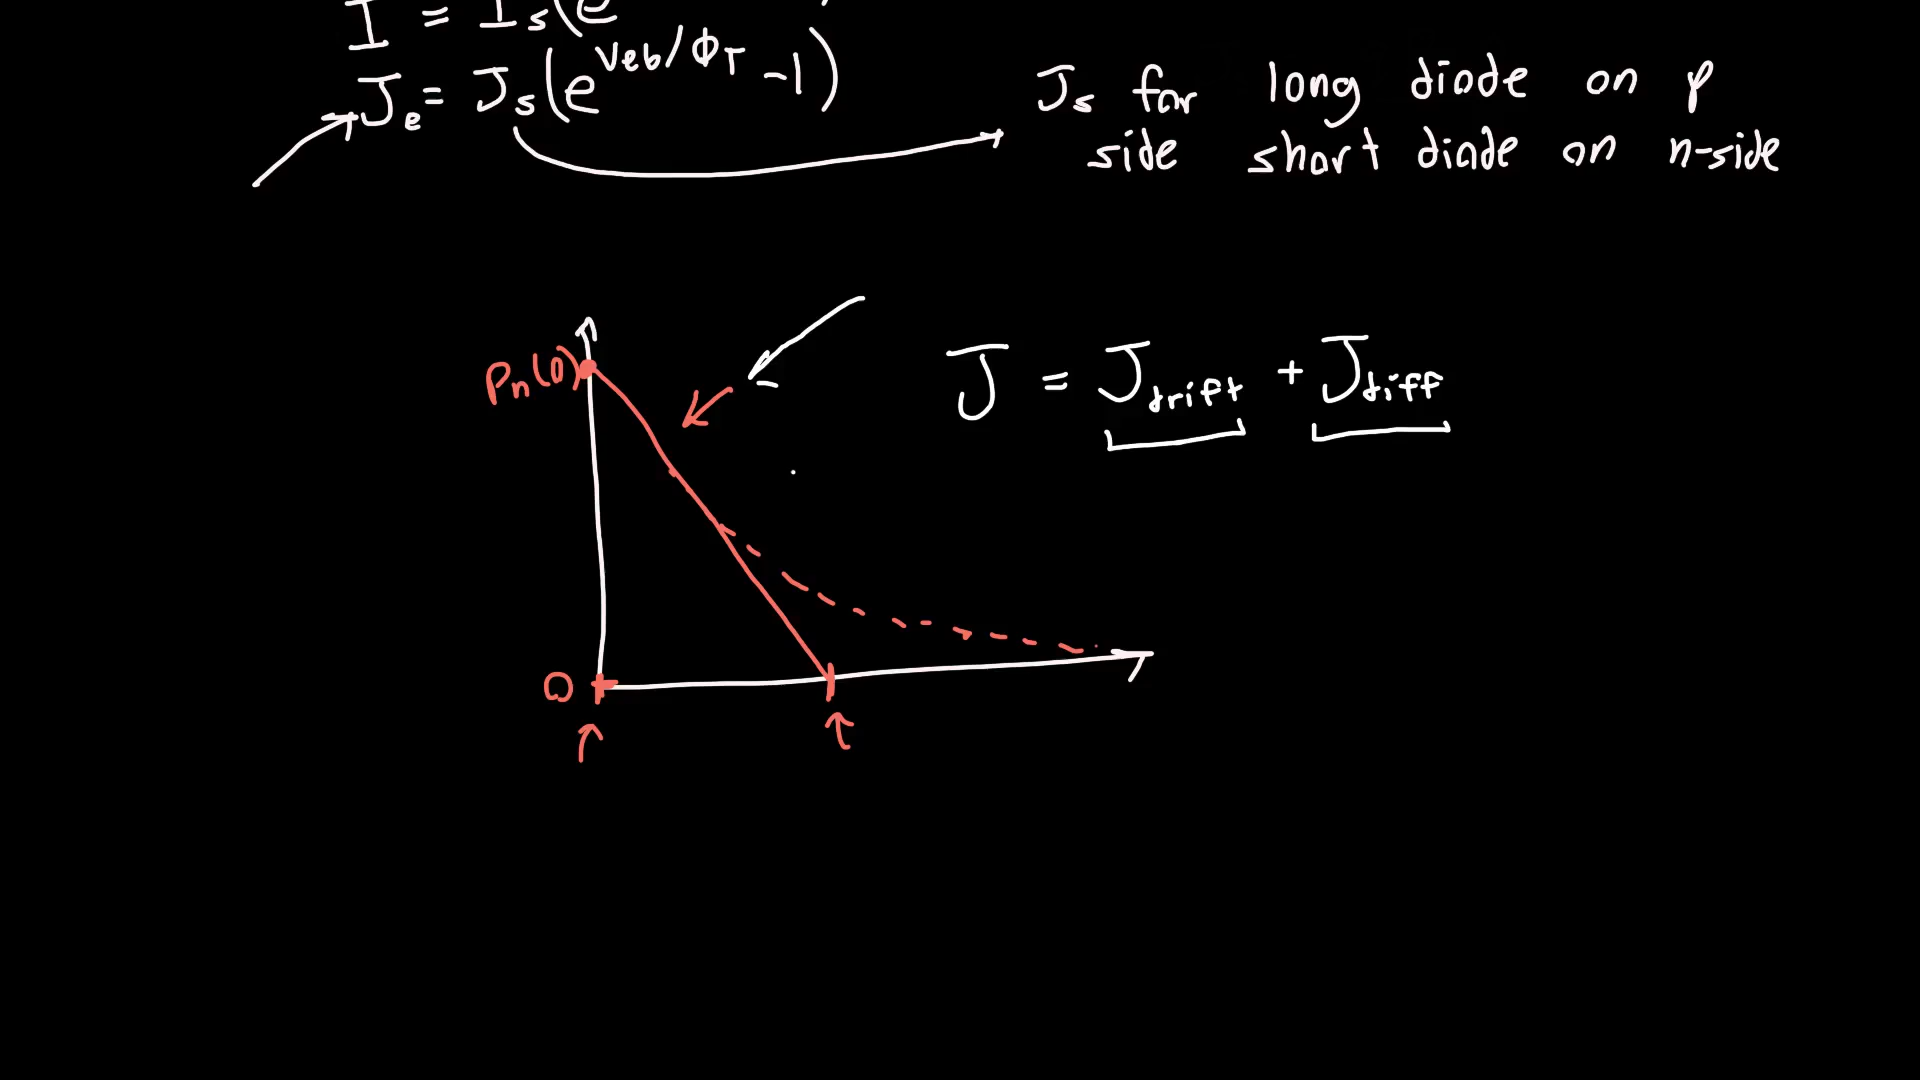 I = Is(e
Je = Js(e^Veb/ϕT -1)
Js for long diode on p
side short diode on n-side
Pn(0)
J = Jdrift + Jdiff
0